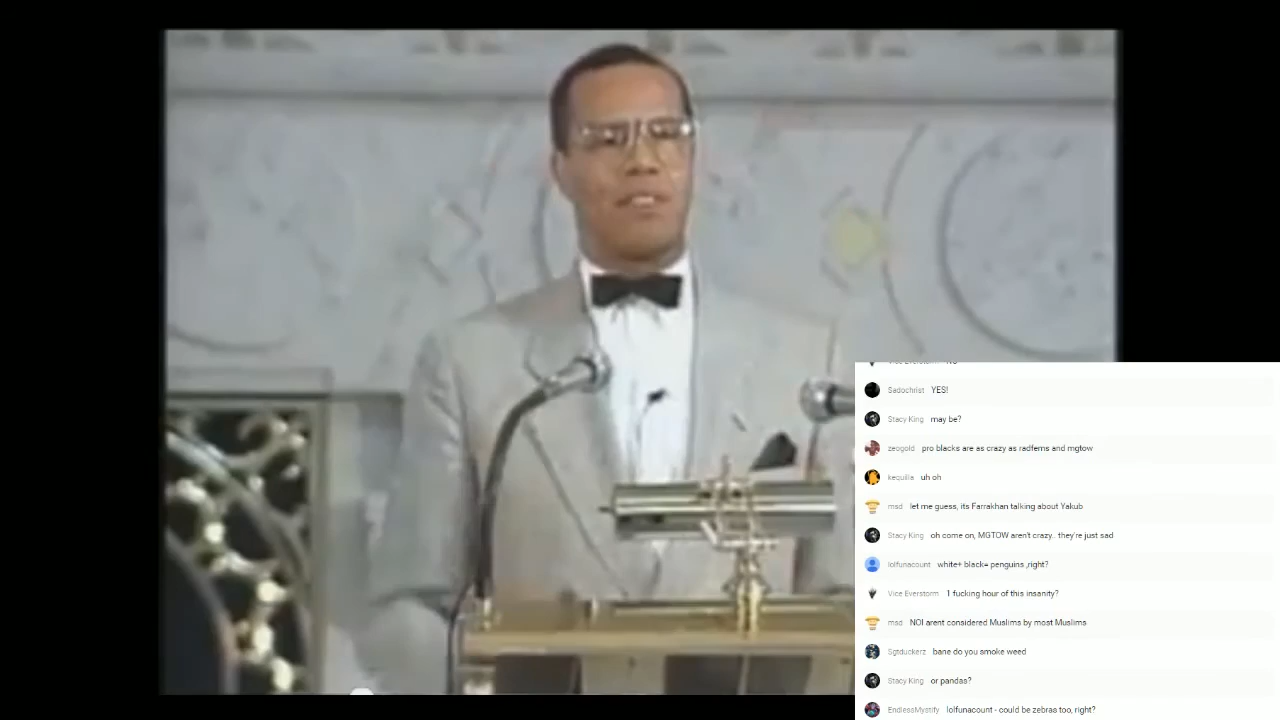 Sadochrist YES!
Stacy King may be?
zeogold pro blacks are as crazy as radfems and mgtow
kequilla uh oh
msd let me guess, its Farrakhan talking about Yakub
Stacy King oh come on, MGTOW aren't crazy.. they're just sad
lolfunacount white+ black= penguins ,right?
Vice Everstorm 1 fucking hour of this insanity?
msd NOI arent considered Muslims by most Muslims
Sgtduckerz bane do you smoke weed
Stacy King or pandas?
EndlessMystify lolfunacount - could be zebras too, right?